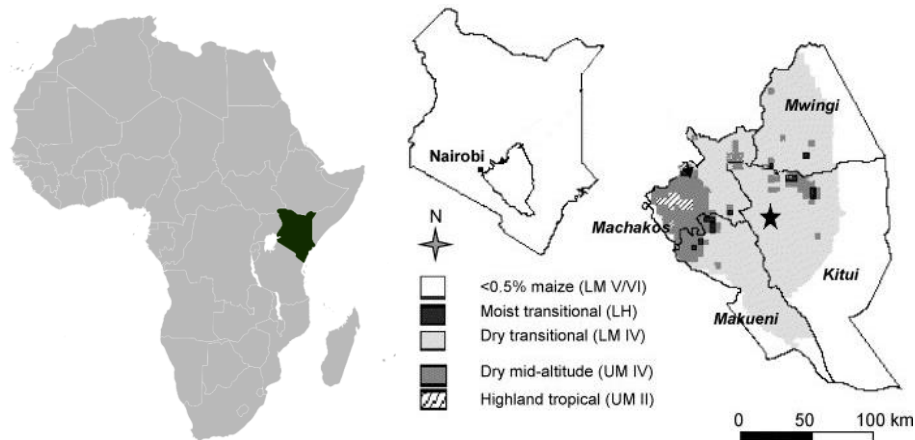 Nairobi
N
<0.5% maize (LM V/VI)
Moist transitional (LH)
Dry transitional (LM IV)
Dry mid-altitude (UM IV)
Highland tropical (UM II)
Mwingi
Machakos
Kitui
Makueni
0 50 100 km